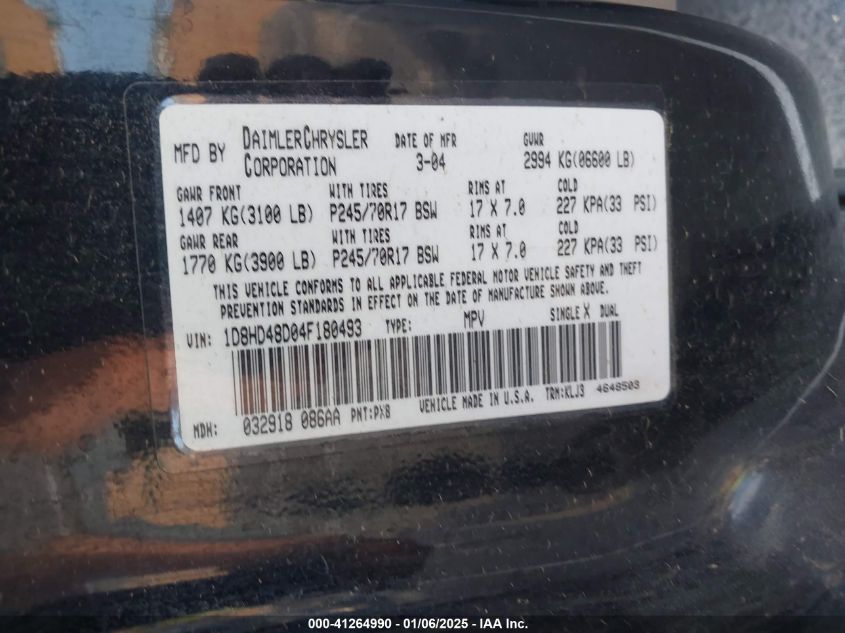 MFD BY DAIMLERCHRYSLER CORPORATION DATE OF MFR 3-04 GVWR 2994 KG(06600 LB)
GAWR FRONT WITH TIRES RIMS AT COLD
1407 KG(3100 LB) P245/70R17 BSW 17 X 7.0 227 KPA(33 PSI)
GAWR REAR WITH TIRES RIMS AT COLD
1770 KG(3900 LB) P245/70R17 BSW 17 X 7.0 227 KPA(33 PSI)
THIS VEHICLE CONFORMS TO ALL APPLICABLE FEDERAL MOTOR VEHICLE SAFETY AND THEFT
PREVENTION STANDARDS IN EFFECT ON THE DATE OF MANUFACTURE SHOWN ABOVE.
VIN: 1D8HD48D04F180493 TYPE: MPV SINGLE X DUAL
MDH: 032918 086AA PNT:PX8 VEHICLE MADE IN U.S.A. TRM:KLJ3 4648503
000-41264990 - 01/06/2025 - IAA Inc.